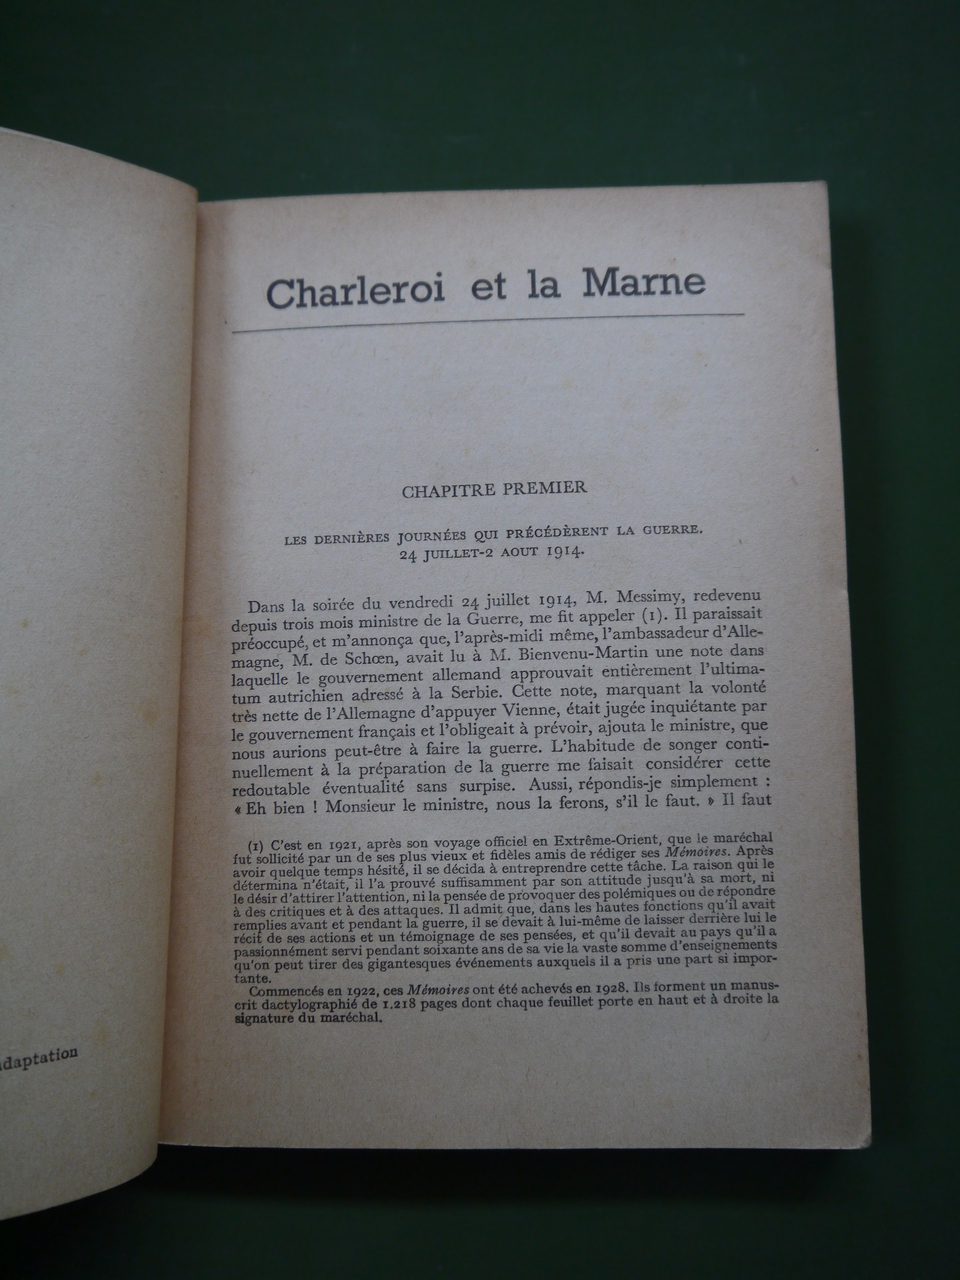 daptation
Charleroi et la Marne
CHAPITRE PREMIER
LES DERNIÈRES JOURNÉES QUI PRÉCÉDÈRENT LA GUERRE.
24 JUILLET-2 AOUT 1914.
Dans la soirée du vendredi 24 juillet 1914, M. Messimy, redevenu
depuis trois mois ministre de la Guerre, me fit appeler (1). Il paraissait
préoccupé, et m'annonça que, l'après-midi même, l'ambassadeur d'Alle-
magne, M. de Schœn, avait lu à M. Bienvenu-Martin une note dans
laquelle le gouvernement allemand approuvait entièrement l'ultima-
tum autrichien adressé à la Serbie. Cette note, marquant la volonté
très nette de l'Allemagne d'appuyer Vienne, était jugée inquiétante par
le gouvernement français et l'obligeait à prévoir, ajouta le ministre, que
nous aurions peut-être à faire la guerre. L'habitude de songer conti-
nuellement à la préparation de la guerre me faisait considérer cette
redoutable éventualité sans surprise. Aussi, répondis-je simplement :
« Eh bien ! Monsieur le ministre, nous la ferons, s'il le faut. » Il faut
(1) C'est en 1921, après son voyage officiel en Extrême-Orient, que le maréchal
fut sollicité par un de ses plus vieux et fidèles amis de rédiger ses Mémoires. Après
avoir quelque temps hésité, il se décida à entreprendre cette tâche. La raison qui le
détermina n'était, il l'a prouvé suffisamment par son attitude jusqu'à sa mort, ni
le désir d'attirer l'attention, ni la pensée de provoquer des polémiques ou de répondre
à des critiques et à des attaques. Il admit que, dans les hautes fonctions qu'il avait
remplies avant et pendant la guerre, il se devait à lui-même de laisser derrière lui le
récit de ses actions et un témoignage de ses pensées, et qu'il devait au pays qu'il a
passionnément servi pendant soixante ans de sa vie la vaste somme d'enseignements
qu'on peut tirer des gigantesques événements auxquels il a pris une part si impor-
tante.
Commencés en 1922, ces Mémoires ont été achevés en 1928. Ils forment un manus-
crit dactylographié de 1.218 pages dont chaque feuillet porte en haut et à droite la
signature du maréchal.